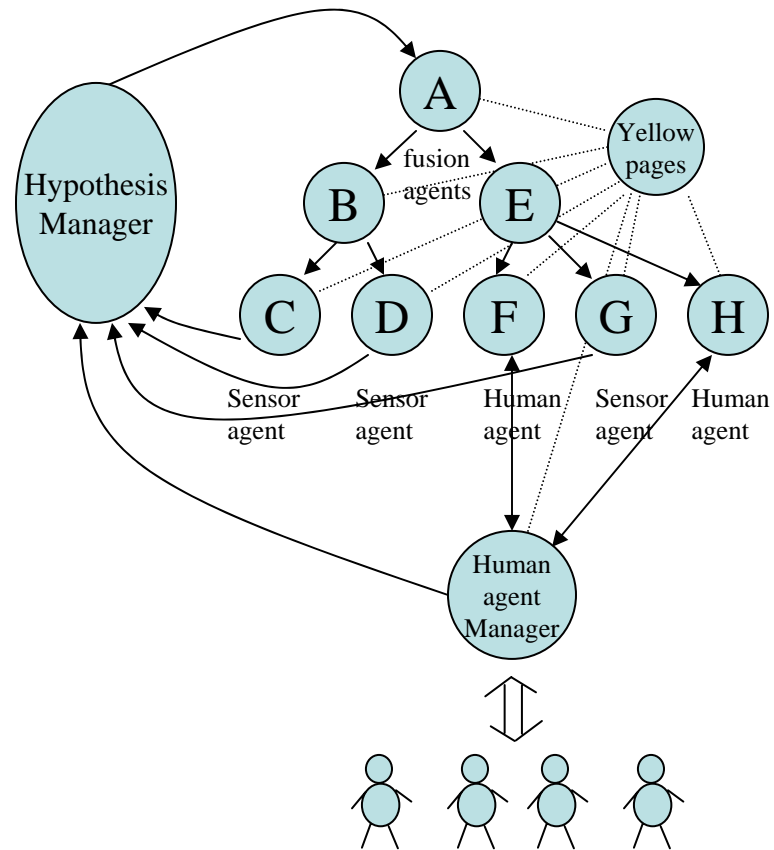 A
Yellow
pages
fusion
agents
Hypothesis
Manager
B
E
C
D
F
G
H
Sensor
agent
Sensor
agent
Human
agent
Sensor
agent
Human
agent
Human
agent
Manager